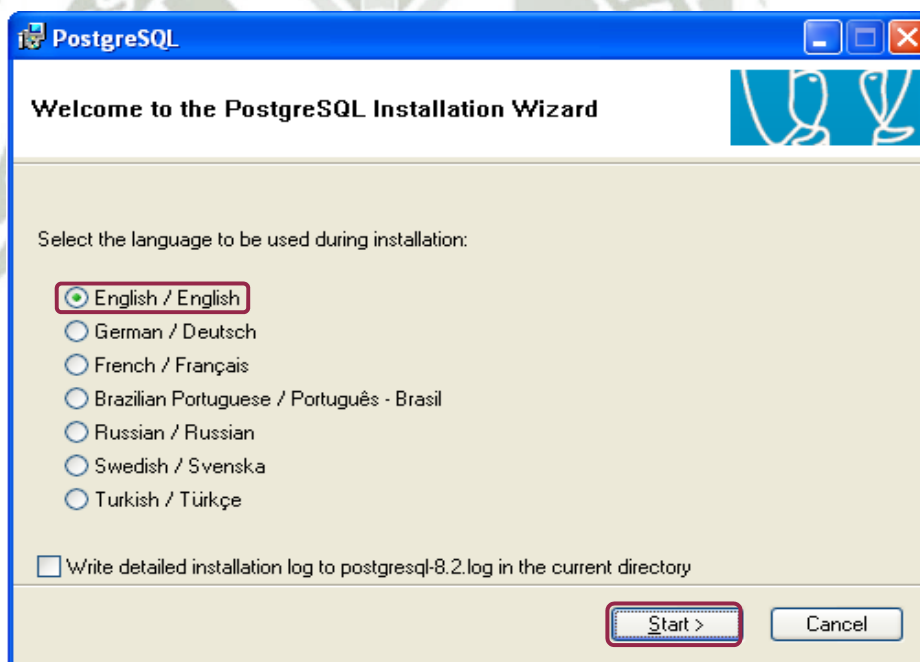 PostgreSQL
Welcome to the PostgreSQL Installation Wizard
Select the language to be used during installation:
English / English
German / Deutsch
French / Français
Brazilian Portuguese / Português - Brasil
Russian / Russian
Swedish / Svenska
Turkish / Türkçe
Write detailed installation log to postgresql-8.2.log in the current directory
Start > Cancel